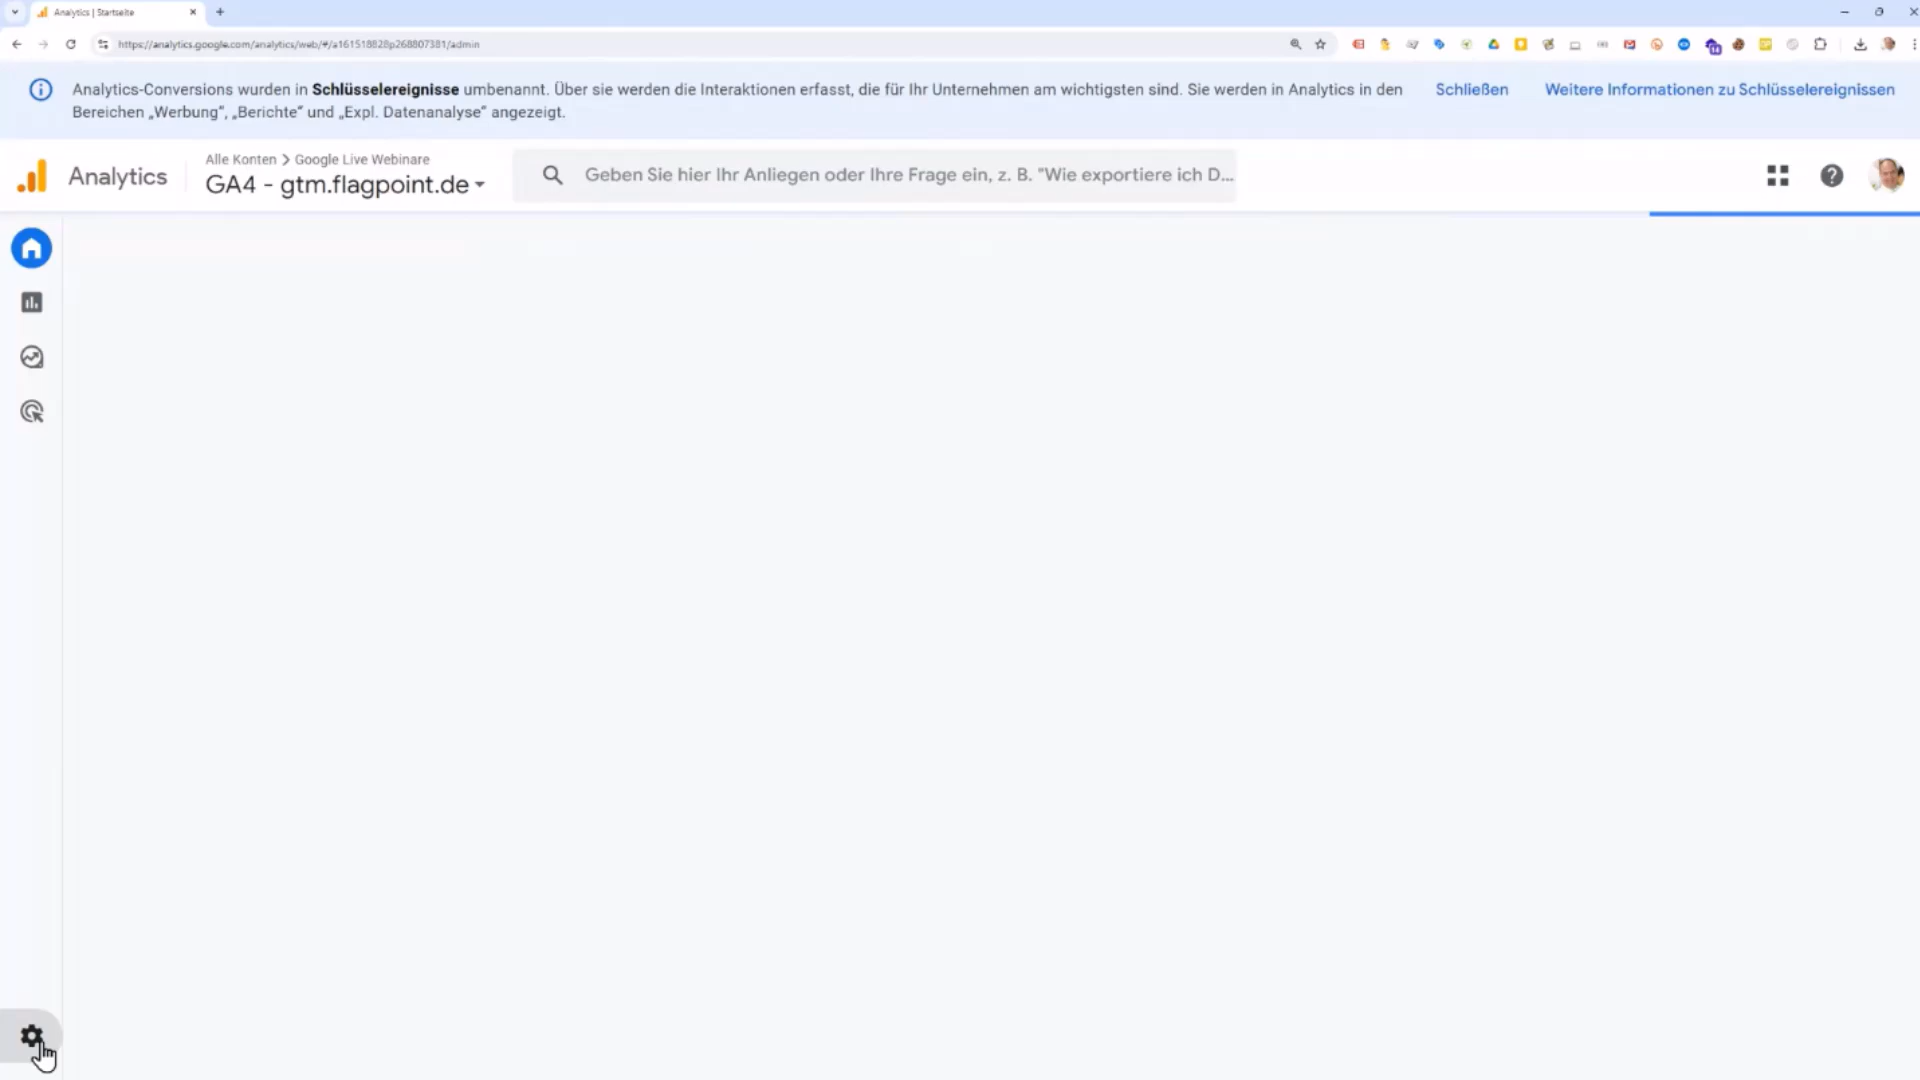 Analytics | Startseite
https://analytics.google.com/analytics/web/#/a161518828p268807381/admin
Analytics-Conversions wurden in Schlüsselereignisse umbenannt. Über sie werden die Interaktionen erfasst, die für Ihr Unternehmen am wichtigsten sind. Sie werden in Analytics in den
Bereichen „Werbung“, „Berichte“ und „Expl. Datenanalyse“ angezeigt.
Schließen
Weitere Informationen zu Schlüsselereignissen
Analytics
Alle Konten > Google Live Webinare
GA4 - gtm.flagpoint.de
Geben Sie hier Ihr Anliegen oder Ihre Frage ein, z. B. "Wie exportiere ich D...